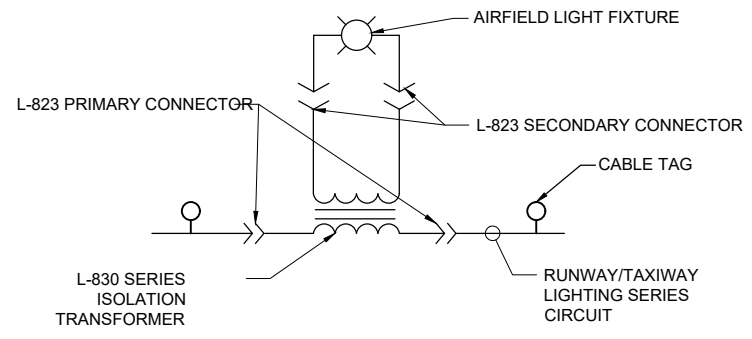 AIRFIELD LIGHT FIXTURE
L-823 PRIMARY CONNECTOR
L-823 SECONDARY CONNECTOR
CABLE TAG
L-830 SERIES
ISOLATION
TRANSFORMER
RUNWAY/TAXIWAY
LIGHTING SERIES
CIRCUIT